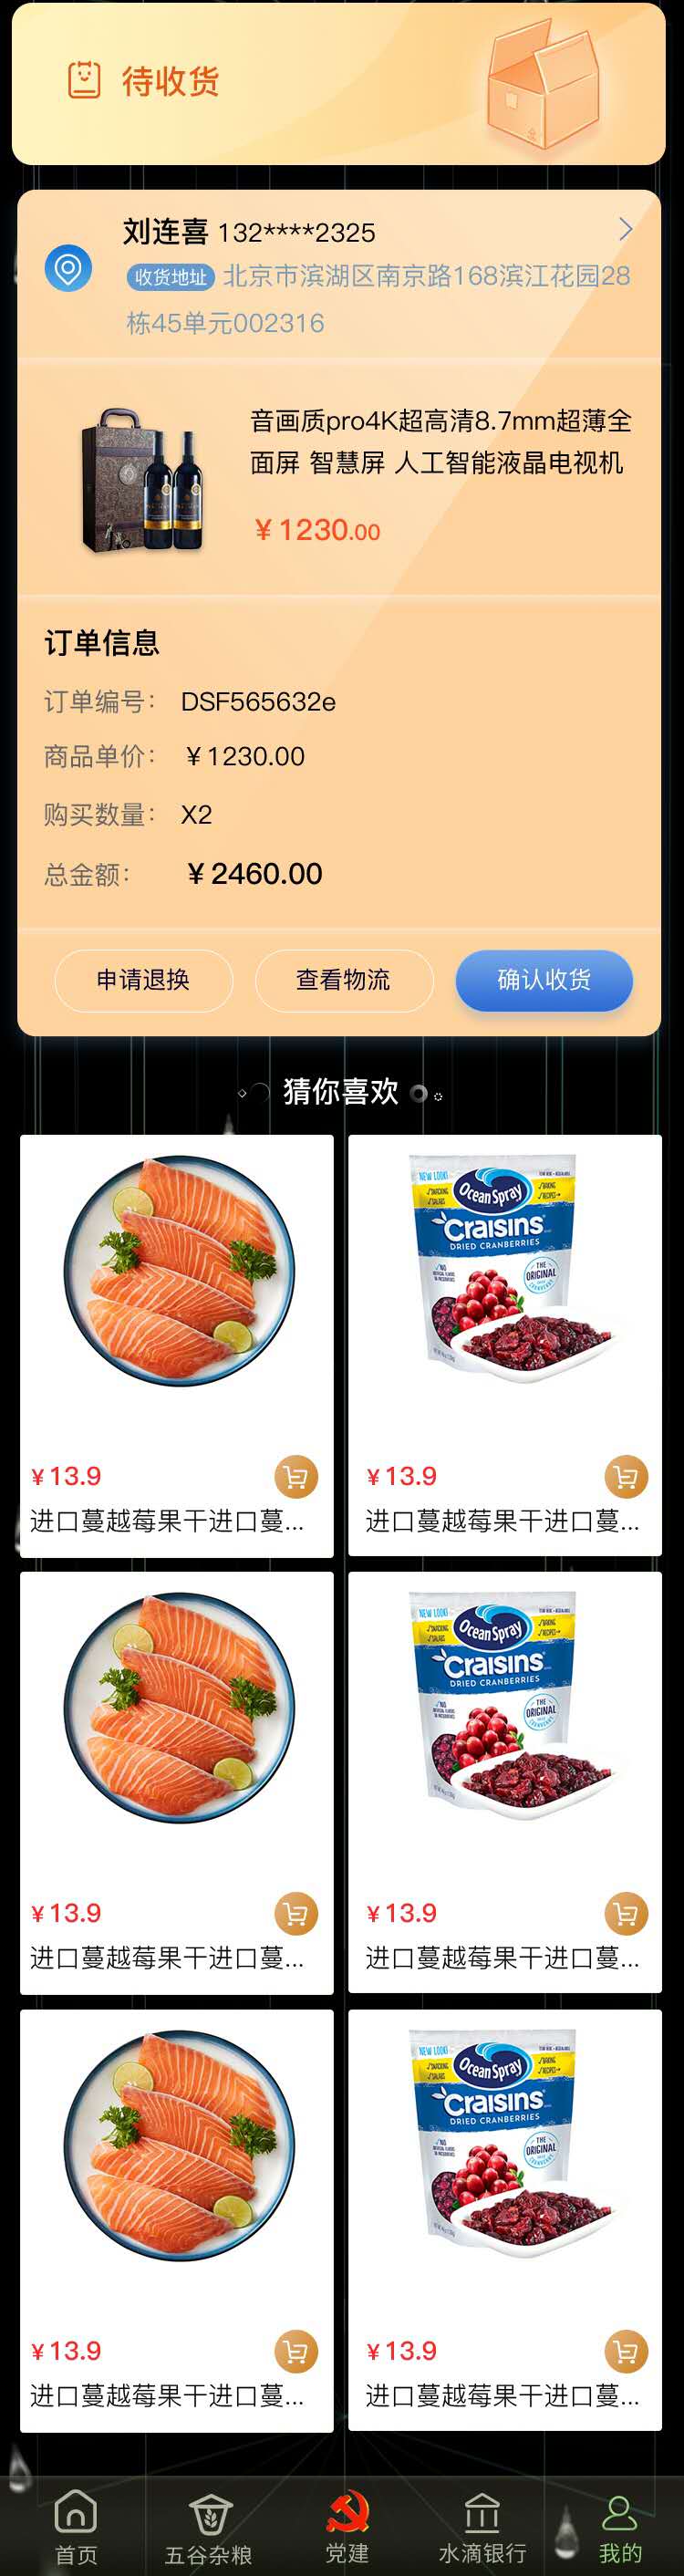 待收货
刘连喜 132****2325
收货地址 北京市滨湖区南京路168滨江花园28
栋45单元002316
音画质pro4K超高清8.7mm超薄全
面屏 智慧屏 人工智能液晶电视机
￥1230.00
订单信息
订单编号： DSF565632e
商品单价： ￥1230.00
购买数量： X2
总金额： ￥2460.00
申请退换 查看物流 确认收货
猜你喜欢
NEW LOOK!
Ocean Spray
Craisins
DRIED CRANBERRIES
THE
ORIGINAL
￥13.9 ￥13.9
进口蔓越莓果干进口蔓... 进口蔓越莓果干进口蔓...
NEW LOOK!
Ocean Spray
Craisins
DRIED CRANBERRIES
THE
ORIGINAL
￥13.9 ￥13.9
进口蔓越莓果干进口蔓... 进口蔓越莓果干进口蔓...
NEW LOOK!
Ocean Spray
Craisins
DRIED CRANBERRIES
THE
ORIGINAL
￥13.9 ￥13.9
进口蔓越莓果干进口蔓... 进口蔓越莓果干进口蔓...
首页 五谷杂粮 党建 水滴银行 我的